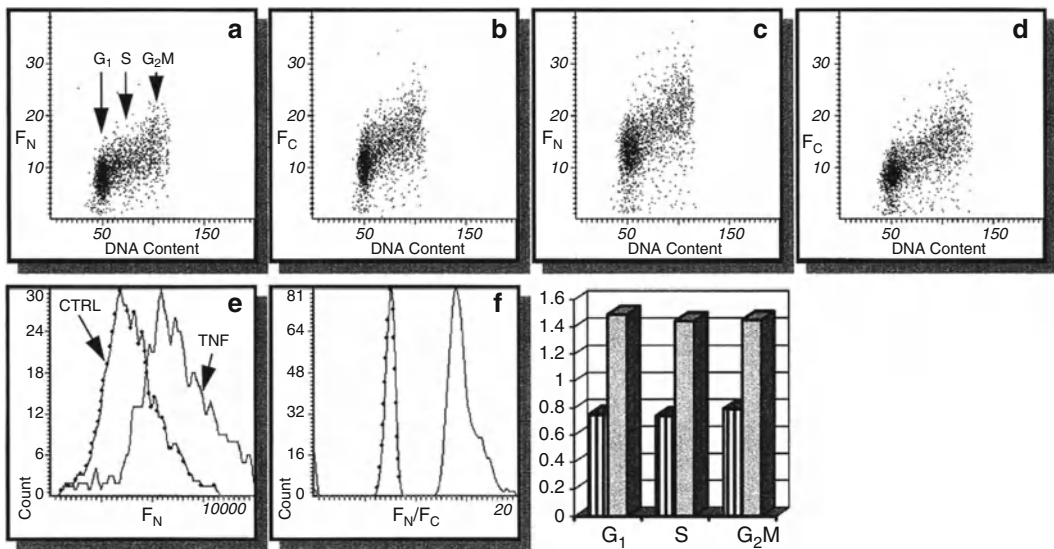 a
G1 S G2M
30
20
FN
10
50 150
DNA Content
b
30
20
FC
10
50 150
DNA Content
c
30
20
FN
10
50 150
DNA Content
d
30
20
FC
10
50 150
DNA Content
e
30
24
18
12
6
0
Count
CTRL
TNF
FN
10000
f
81
64
48
32
16
0
Count
FN/FC
20
1.6
1.4
1.2
1
0.8
0.6
0.4
0.2
0
G1 S G2M